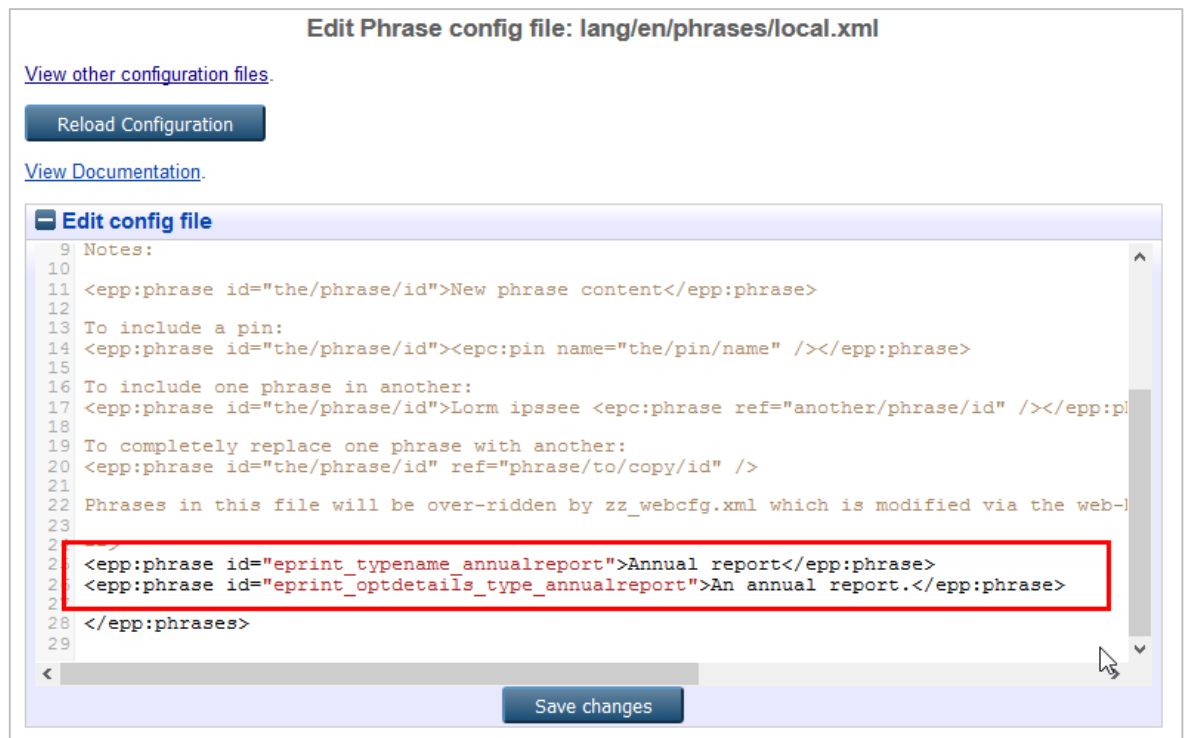 Edit Phrase config file: lang/en/phrases/local.xml
View other configuration files.
Reload Configuration
View Documentation.
Edit config file
9 Notes:
10
11 <epp:phrase id="the/phrase/id">New phrase content</epp:phrase>
12
13 To include a pin:
14 <epp:phrase id="the/phrase/id"><epc:pin name="the/pin/name" /></epp:phrase>
15
16 To include one phrase in another:
17 <epp:phrase id="the/phrase/id">Lorm ipssee <epc:phrase ref="another/phrase/id" /></epp:pl
18
19 To completely replace one phrase with another:
20 <epp:phrase id="the/phrase/id" ref="phrase/to/copy/id" />
21
22 Phrases in this file will be over-ridden by zz_webcfg.xml which is modified via the web-
23
24 -->
25 <epp:phrase id="eprint_typename_annualreport">Annual report</epp:phrase>
26 <epp:phrase id="eprint_optdetails_type_annualreport">An annual report.</epp:phrase>
27
28 </epp:phrases>
29
Save changes